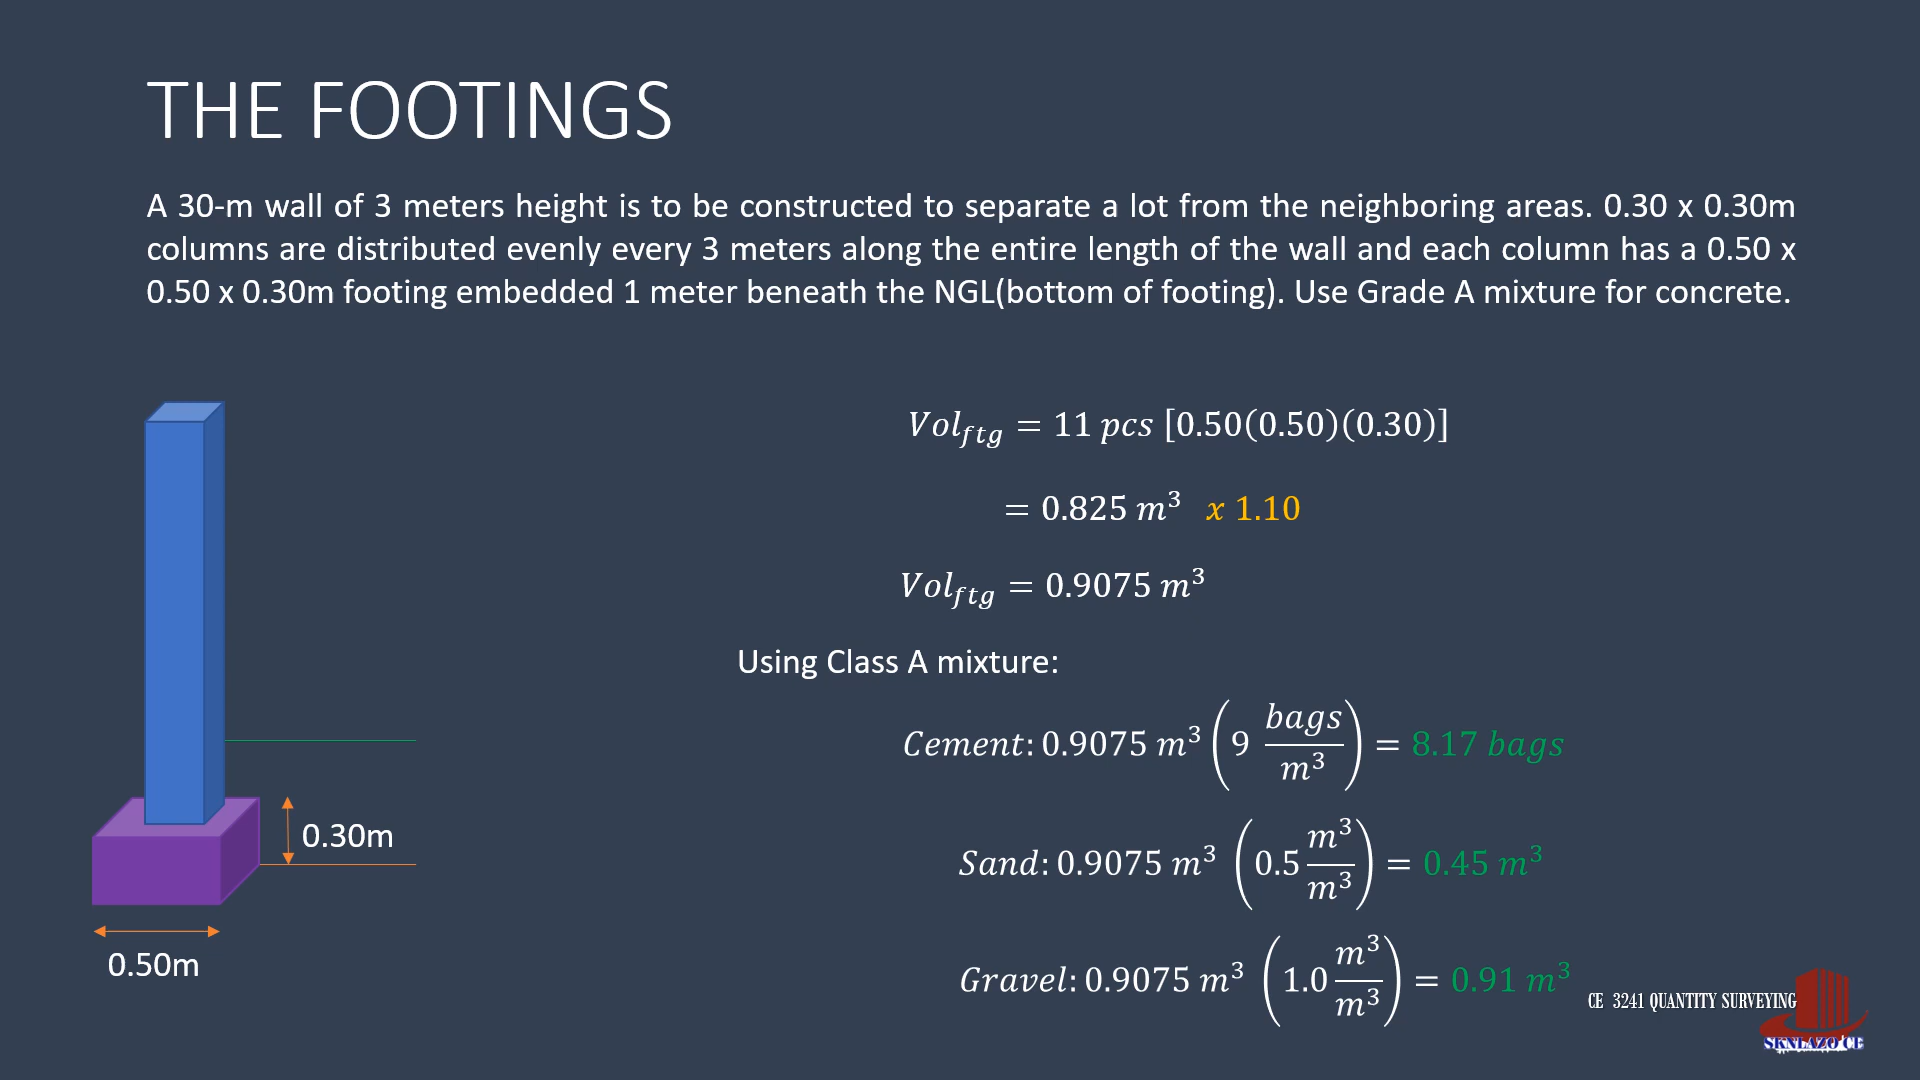 THE FOOTINGS
A 30-m wall of 3 meters height is to be constructed to separate a lot from the neighboring areas. 0.30 x 0.30m
columns are distributed evenly every 3 meters along the entire length of the wall and each column has a 0.50 x
0.50 x 0.30m footing embedded 1 meter beneath the NGL(bottom of footing). Use Grade A mixture for concrete.
Vol_ftg = 11 pcs [0.50(0.50)(0.30)]
= 0.825 m³ x 1.10
Vol_ftg = 0.9075 m³
Using Class A mixture:
Cement: 0.9075 m³ (9 bags/m³) = 8.17 bags
Sand: 0.9075 m³ (0.5 m³/m³) = 0.45 m³
Gravel: 0.9075 m³ (1.0 m³/m³) = 0.91 m³
0.30m
0.50m
CE 3241 QUANTITY SURVEYING
SKNLAZO CE